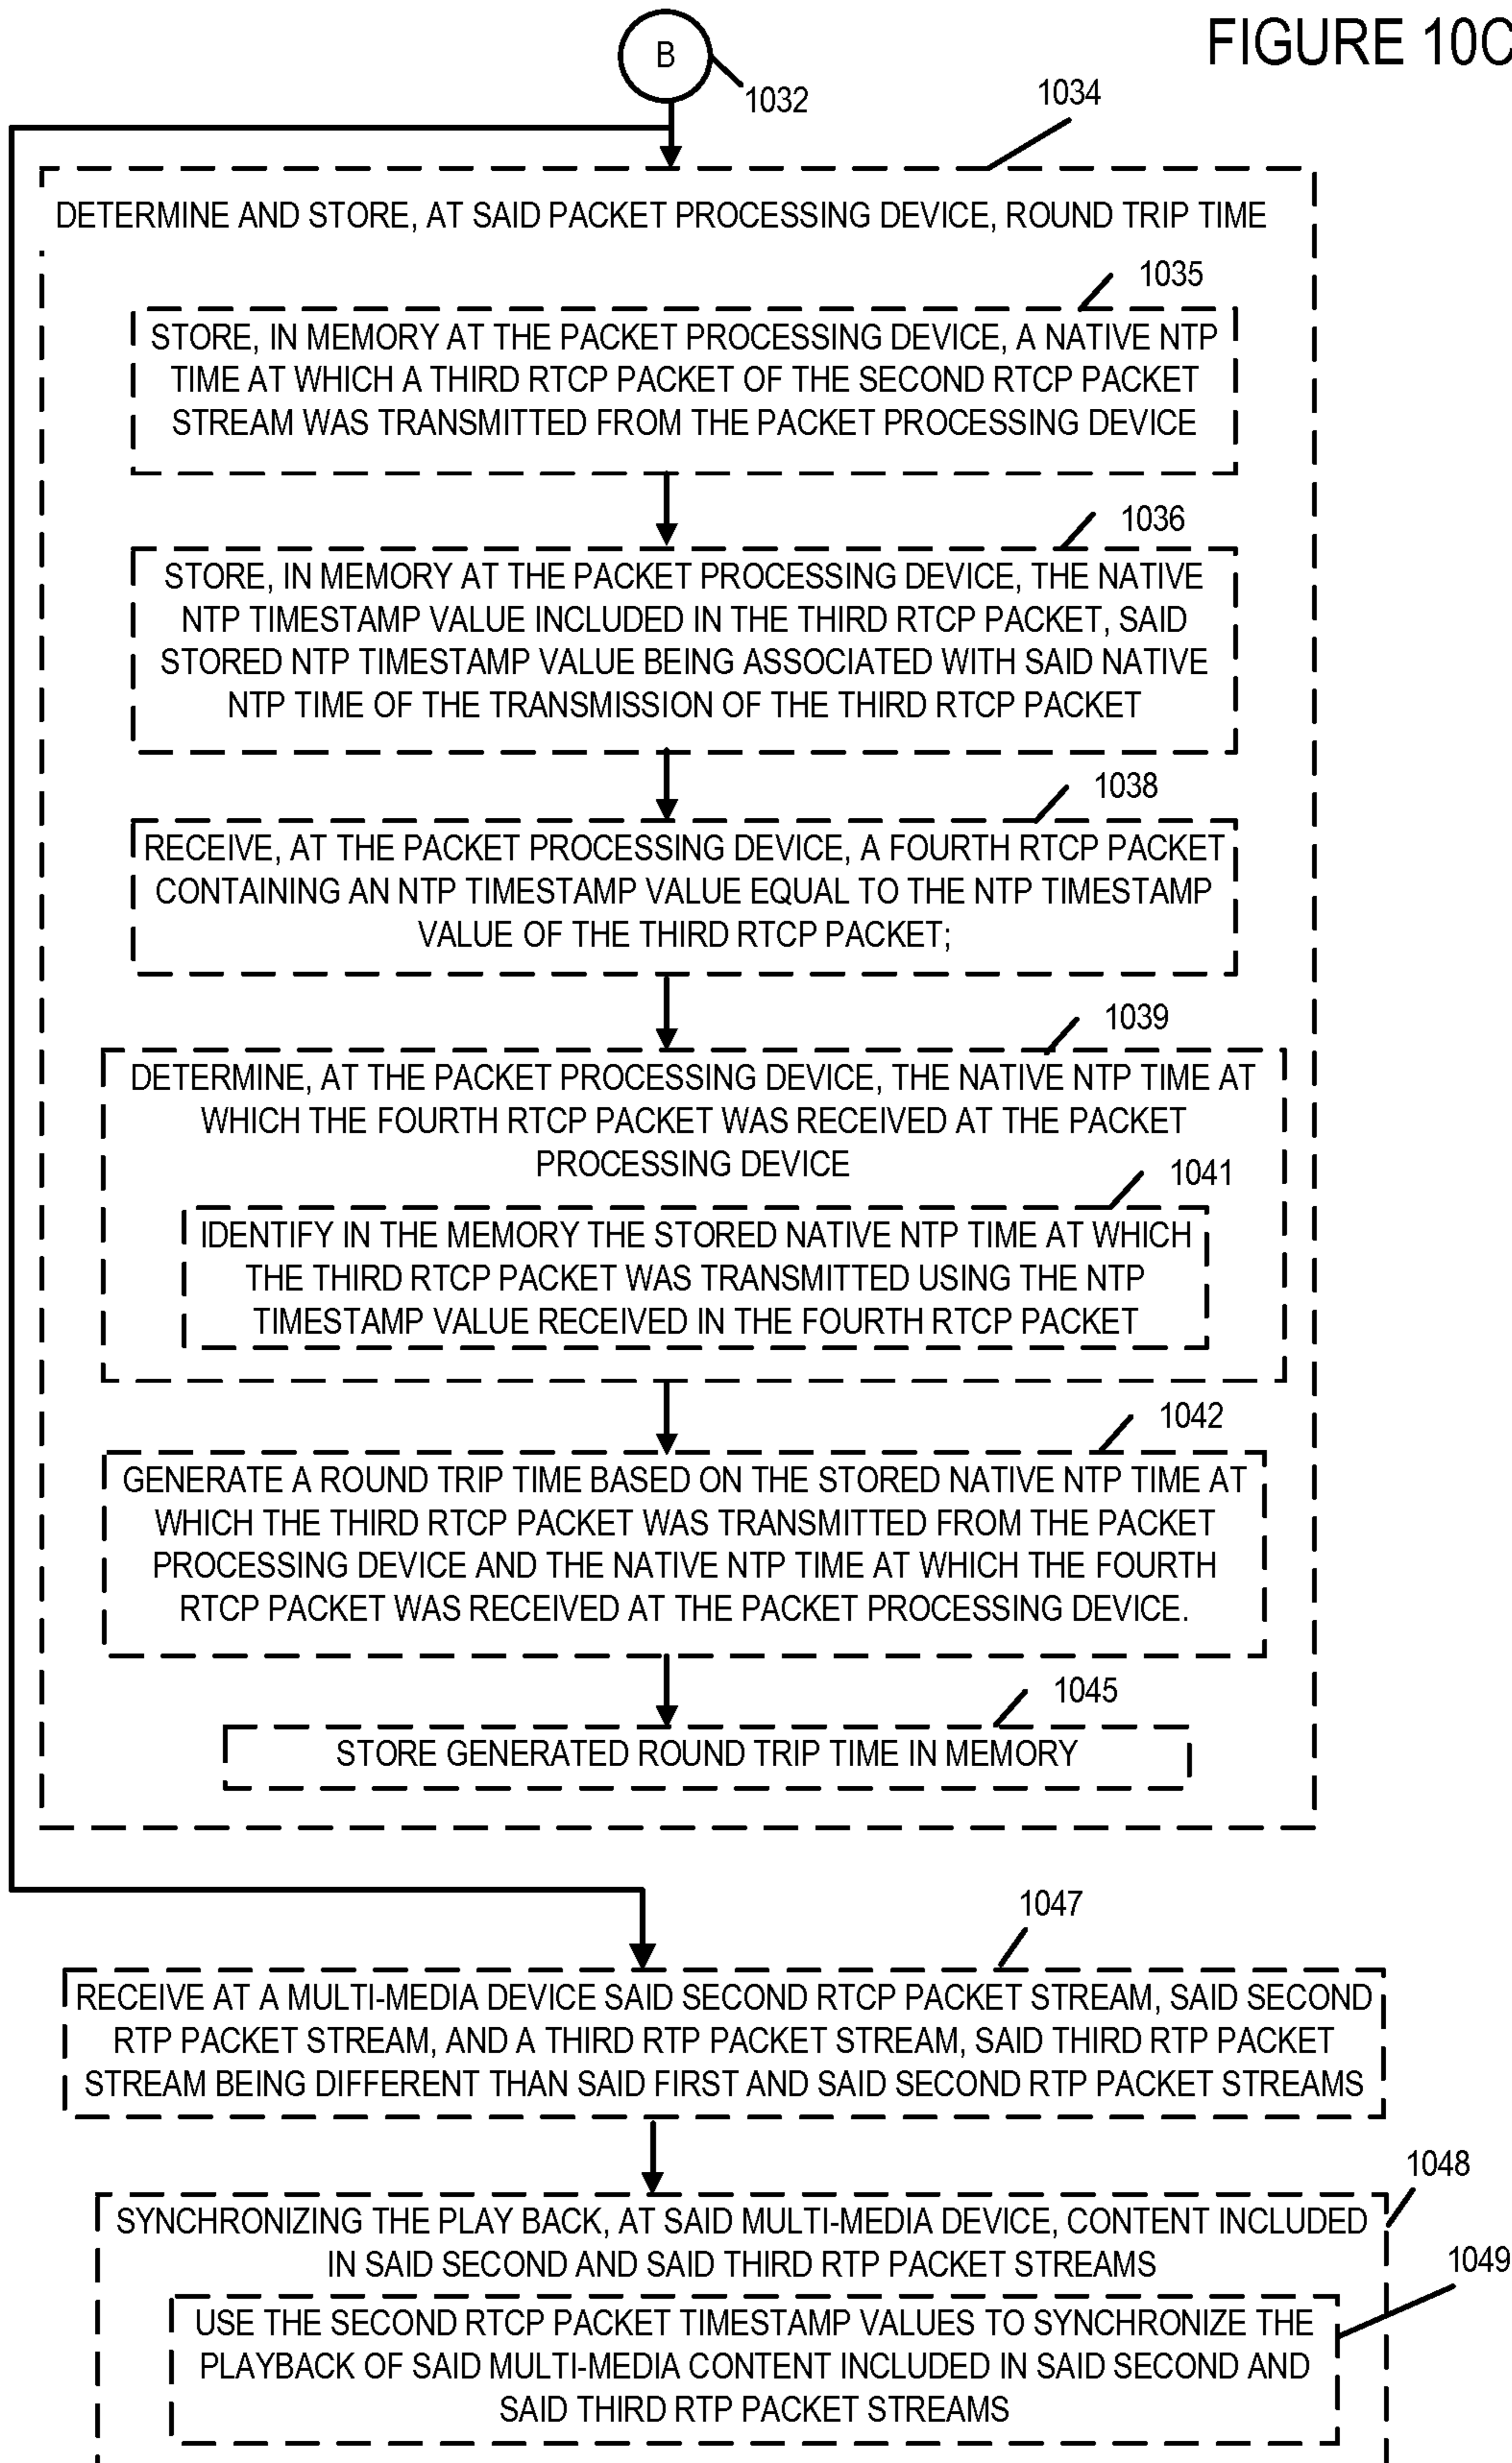 FIGURE 10C
B
1032
1034
DETERMINE AND STORE, AT SAID PACKET PROCESSING DEVICE, ROUND TRIP TIME
1035
STORE, IN MEMORY AT THE PACKET PROCESSING DEVICE, A NATIVE NTP
TIME AT WHICH A THIRD RTCP PACKET OF THE SECOND RTCP PACKET
STREAM WAS TRANSMITTED FROM THE PACKET PROCESSING DEVICE
1036
STORE, IN MEMORY AT THE PACKET PROCESSING DEVICE, THE NATIVE
NTP TIMESTAMP VALUE INCLUDED IN THE THIRD RTCP PACKET, SAID
STORED NTP TIMESTAMP VALUE BEING ASSOCIATED WITH SAID NATIVE
NTP TIME OF THE TRANSMISSION OF THE THIRD RTCP PACKET
1038
RECEIVE, AT THE PACKET PROCESSING DEVICE, A FOURTH RTCP PACKET
CONTAINING AN NTP TIMESTAMP VALUE EQUAL TO THE NTP TIMESTAMP
VALUE OF THE THIRD RTCP PACKET;
1039
DETERMINE, AT THE PACKET PROCESSING DEVICE, THE NATIVE NTP TIME AT
WHICH THE FOURTH RTCP PACKET WAS RECEIVED AT THE PACKET
PROCESSING DEVICE
1041
IDENTIFY IN THE MEMORY THE STORED NATIVE NTP TIME AT WHICH
THE THIRD RTCP PACKET WAS TRANSMITTED USING THE NTP
TIMESTAMP VALUE RECEIVED IN THE FOURTH RTCP PACKET
1042
GENERATE A ROUND TRIP TIME BASED ON THE STORED NATIVE NTP TIME AT
WHICH THE THIRD RTCP PACKET WAS TRANSMITTED FROM THE PACKET
PROCESSING DEVICE AND THE NATIVE NTP TIME AT WHICH THE FOURTH
RTCP PACKET WAS RECEIVED AT THE PACKET PROCESSING DEVICE.
1045
STORE GENERATED ROUND TRIP TIME IN MEMORY
1047
RECEIVE AT A MULTI-MEDIA DEVICE SAID SECOND RTCP PACKET STREAM, SAID SECOND
RTP PACKET STREAM, AND A THIRD RTP PACKET STREAM, SAID THIRD RTP PACKET
STREAM BEING DIFFERENT THAN SAID FIRST AND SAID SECOND RTP PACKET STREAMS
1048
SYNCHRONIZING THE PLAY BACK, AT SAID MULTI-MEDIA DEVICE, CONTENT INCLUDED
IN SAID SECOND AND SAID THIRD RTP PACKET STREAMS
1049
USE THE SECOND RTCP PACKET TIMESTAMP VALUES TO SYNCHRONIZE THE
PLAYBACK OF SAID MULTI-MEDIA CONTENT INCLUDED IN SAID SECOND AND
SAID THIRD RTP PACKET STREAMS